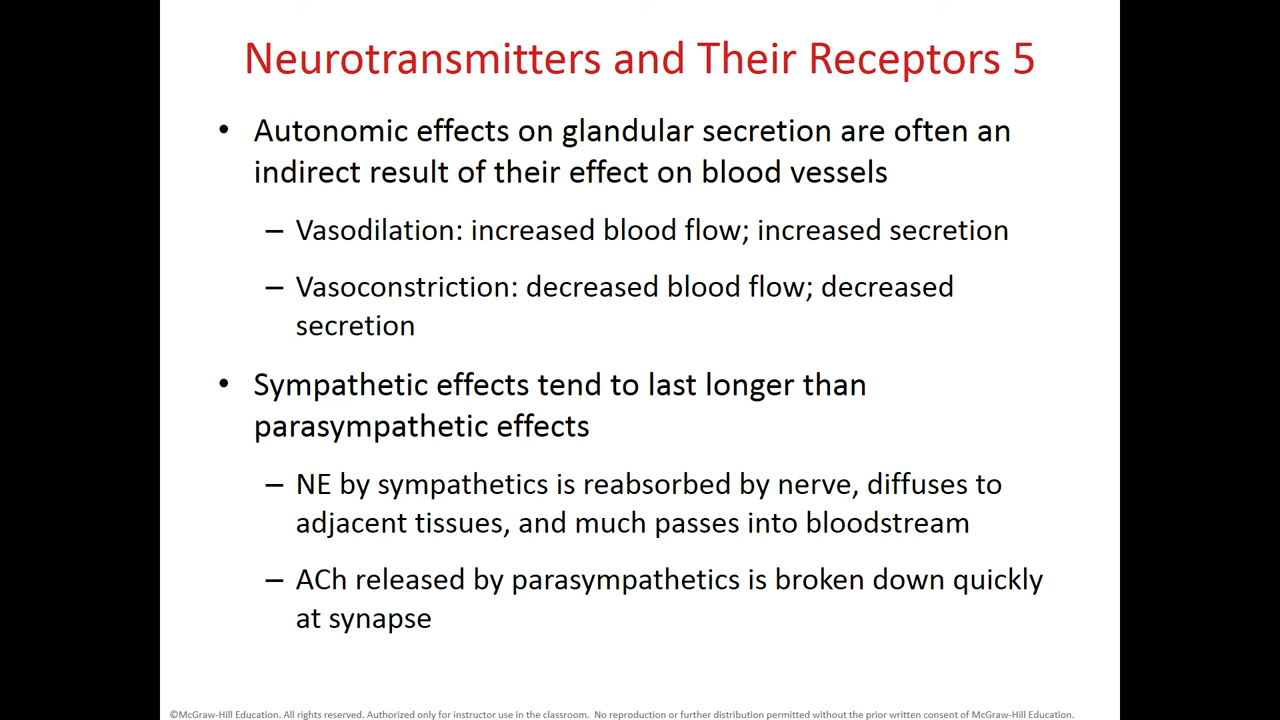 Neurotransmitters and Their Receptors 5
• Autonomic effects on glandular secretion are often an
indirect result of their effect on blood vessels
– Vasodilation: increased blood flow; increased secretion
– Vasoconstriction: decreased blood flow; decreased
secretion
• Sympathetic effects tend to last longer than
parasympathetic effects
– NE by sympathetics is reabsorbed by nerve, diffuses to
adjacent tissues, and much passes into bloodstream
– ACh released by parasympathetics is broken down quickly
at synapse
©McGraw-Hill Education. All rights reserved. Authorized only for instructor use in the classroom. No reproduction or further distribution permitted without the prior written consent of McGraw-Hill Education.